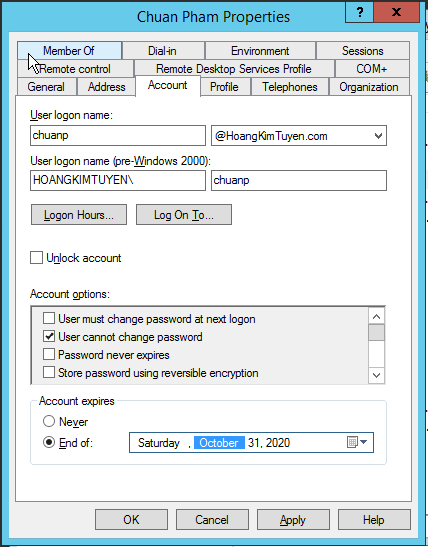 Chuan Pham Properties
? X
Member Of Dial-in Environment Sessions
Remote control Remote Desktop Services Profile COM+
General Address Account Profile Telephones Organization
User logon name:
chuanp @HoangKimTuyen.com
User logon name (pre-Windows 2000):
HOANGKIMTUYEN\ chuanp
Logon Hours... Log On To...
Unlock account
Account options:
User must change password at next logon
User cannot change password
Password never expires
Store password using reversible encryption
Account expires
Never
End of: Saturday , October 31, 2020
OK Cancel Apply Help